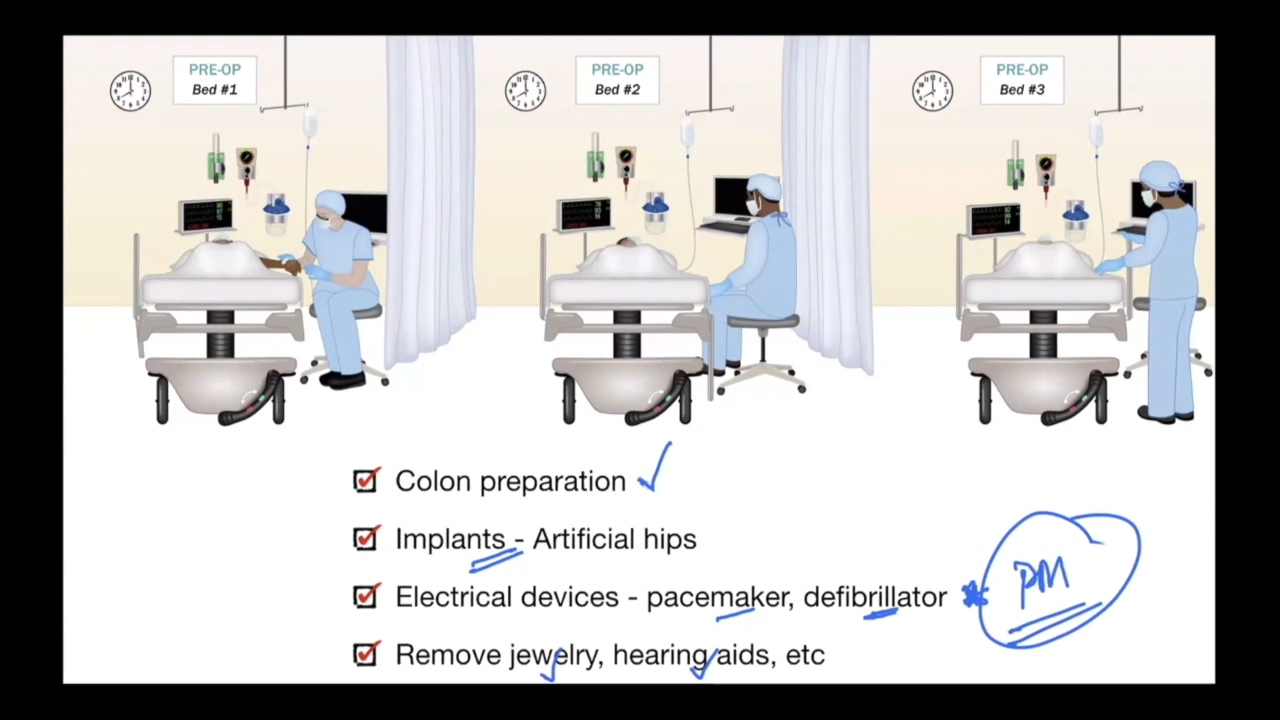 PRE-OP
Bed #1
PRE-OP
Bed #2
PRE-OP
Bed #3
Colon preparation
Implants - Artificial hips
Electrical devices - pacemaker, defibrillator *
PM
Remove jewelry, hearing aids, etc